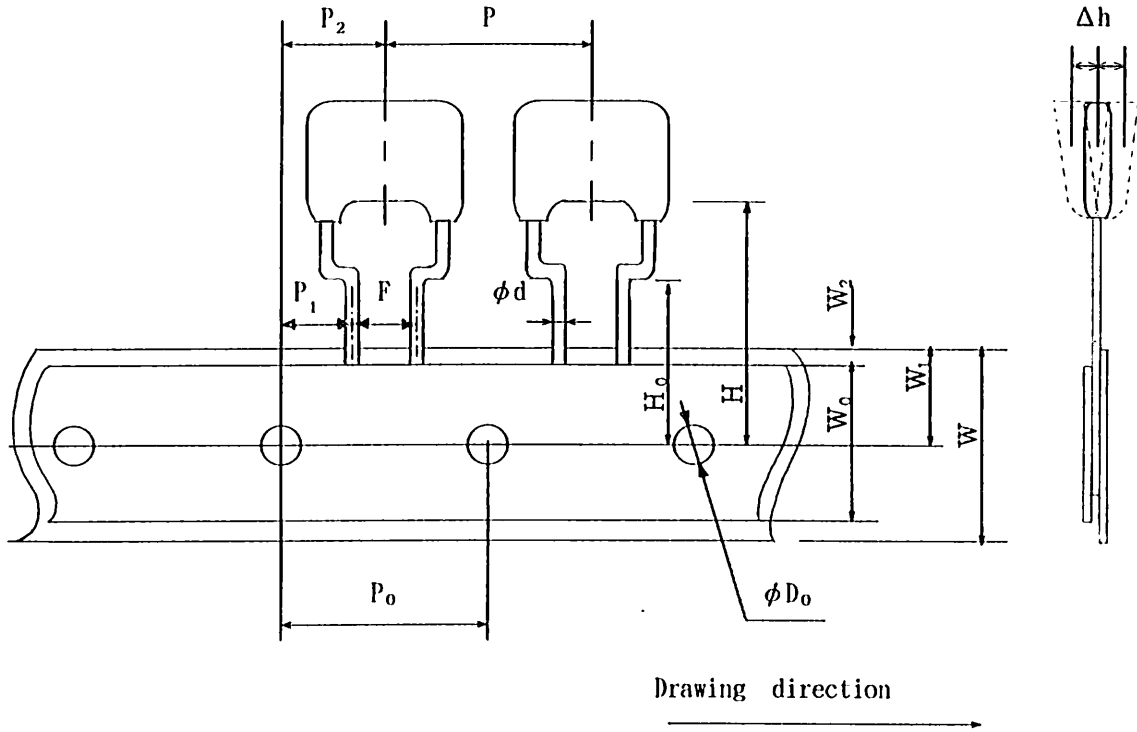 P₂
P
Δh
P₁
F
φd
W₂
H₀
H
W₀
W₁
W
P₀
φD₀
Drawing direction